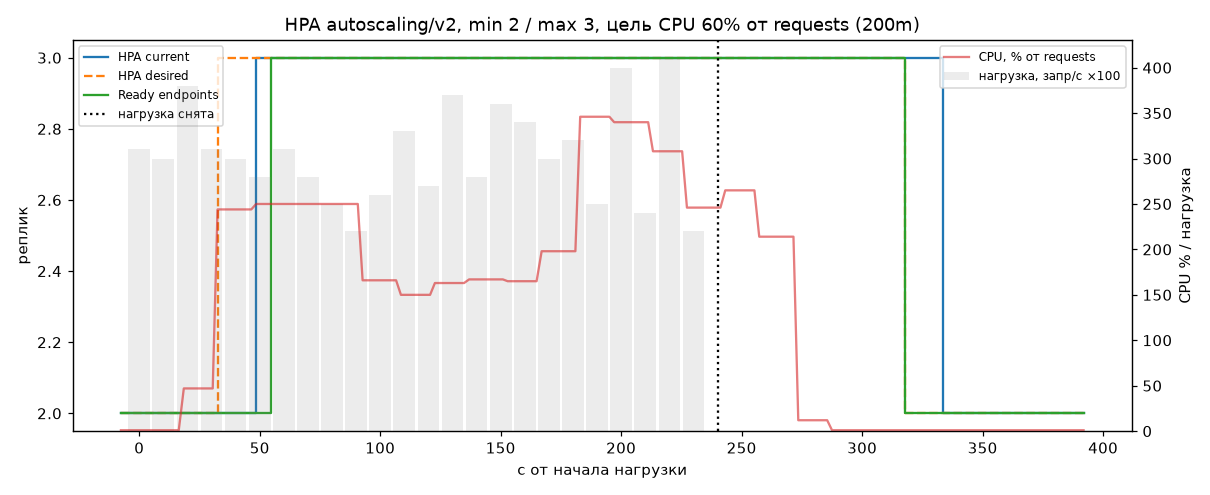 HPA autoscaling/v2, min 2 / max 3, цель CPU 60% от requests (200m)
HPA current
HPA desired
Ready endpoints
нагрузка снята
CPU, % от requests
нагрузка, запр/с ×100
реплик
3.0
2.8
2.6
2.4
2.2
2.0
400
350
300
250
200
150
100
50
0
CPU % / нагрузка
0
50
100
150
200
250
300
350
400
с от начала нагрузки